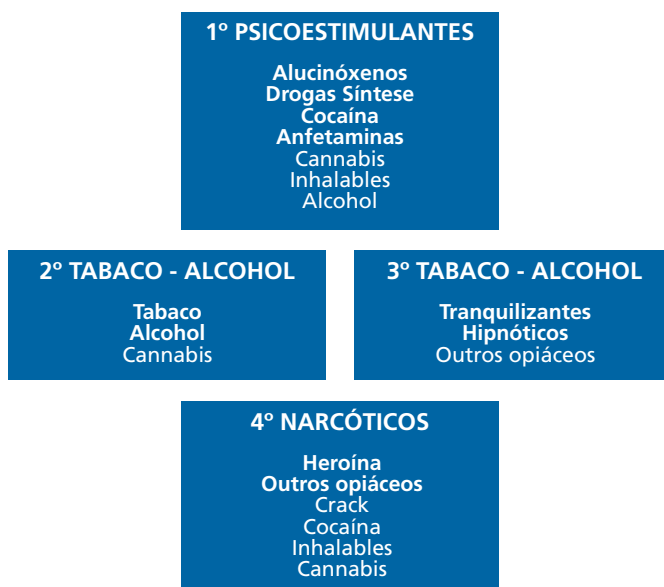 1º PSICOESTIMULANTES
Alucinóxenos
Drogas Síntese
Cocaína
Anfetaminas
Cannabis
Inhalables
Alcohol
2º TABACO - ALCOHOL
Tabaco
Alcohol
Cannabis
3º TABACO - ALCOHOL
Tranquilizantes
Hipnóticos
Outros opiáceos
4º NARCÓTICOS
Heroína
Outros opiáceos
Crack
Cocaína
Inhalables
Cannabis